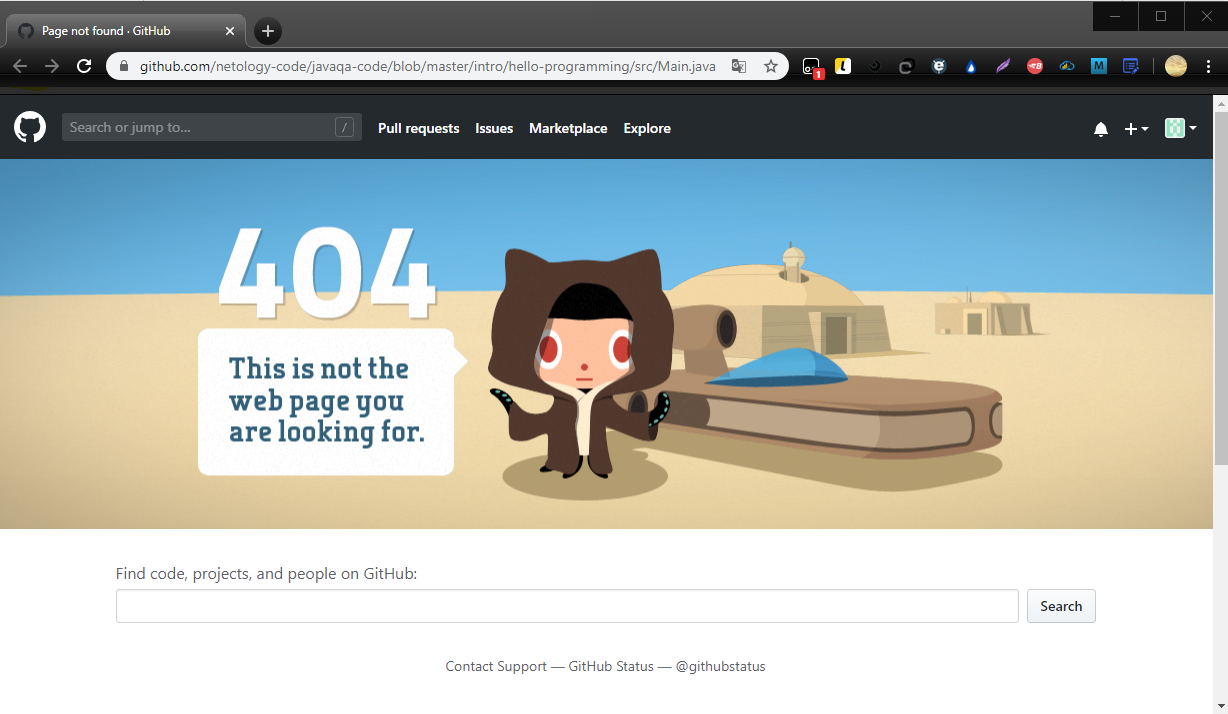 Page not found · GitHub
github.com/netology-code/javaqa-code/blob/master/intro/hello-programming/src/Main.java
1
Search or jump to...
/
Pull requests
Issues
Marketplace
Explore
404
This is not the
web page you
are looking for.
Find code, projects, and people on GitHub:
Search
Contact Support — GitHub Status — @githubstatus